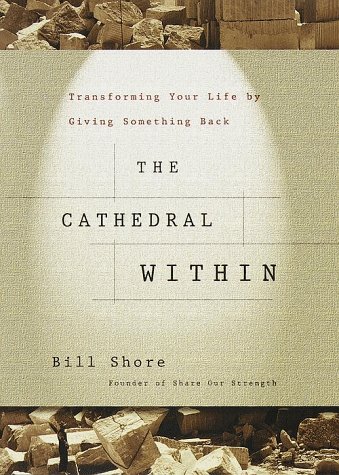 Transforming Your Life by
Giving Something Back
THE
CATHEDRAL
WITHIN
Bill Shore
Founder of Share Our Strength